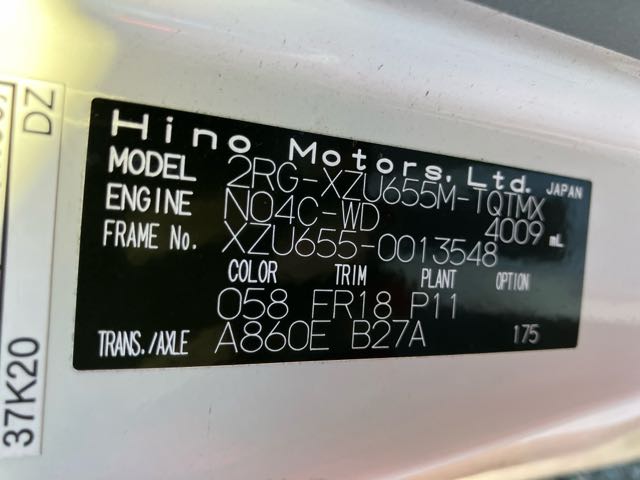 Hino Motors, Ltd. JAPAN
MODEL 2RG-XZU655M-TQTMX
ENGINE N04C-WD 4009 mL
FRAME No. XZU655-0013548
COLOR TRIM PLANT OPTION
058 FR18 P11
TRANS./AXLE A860E B27A 175
DZ
37K20